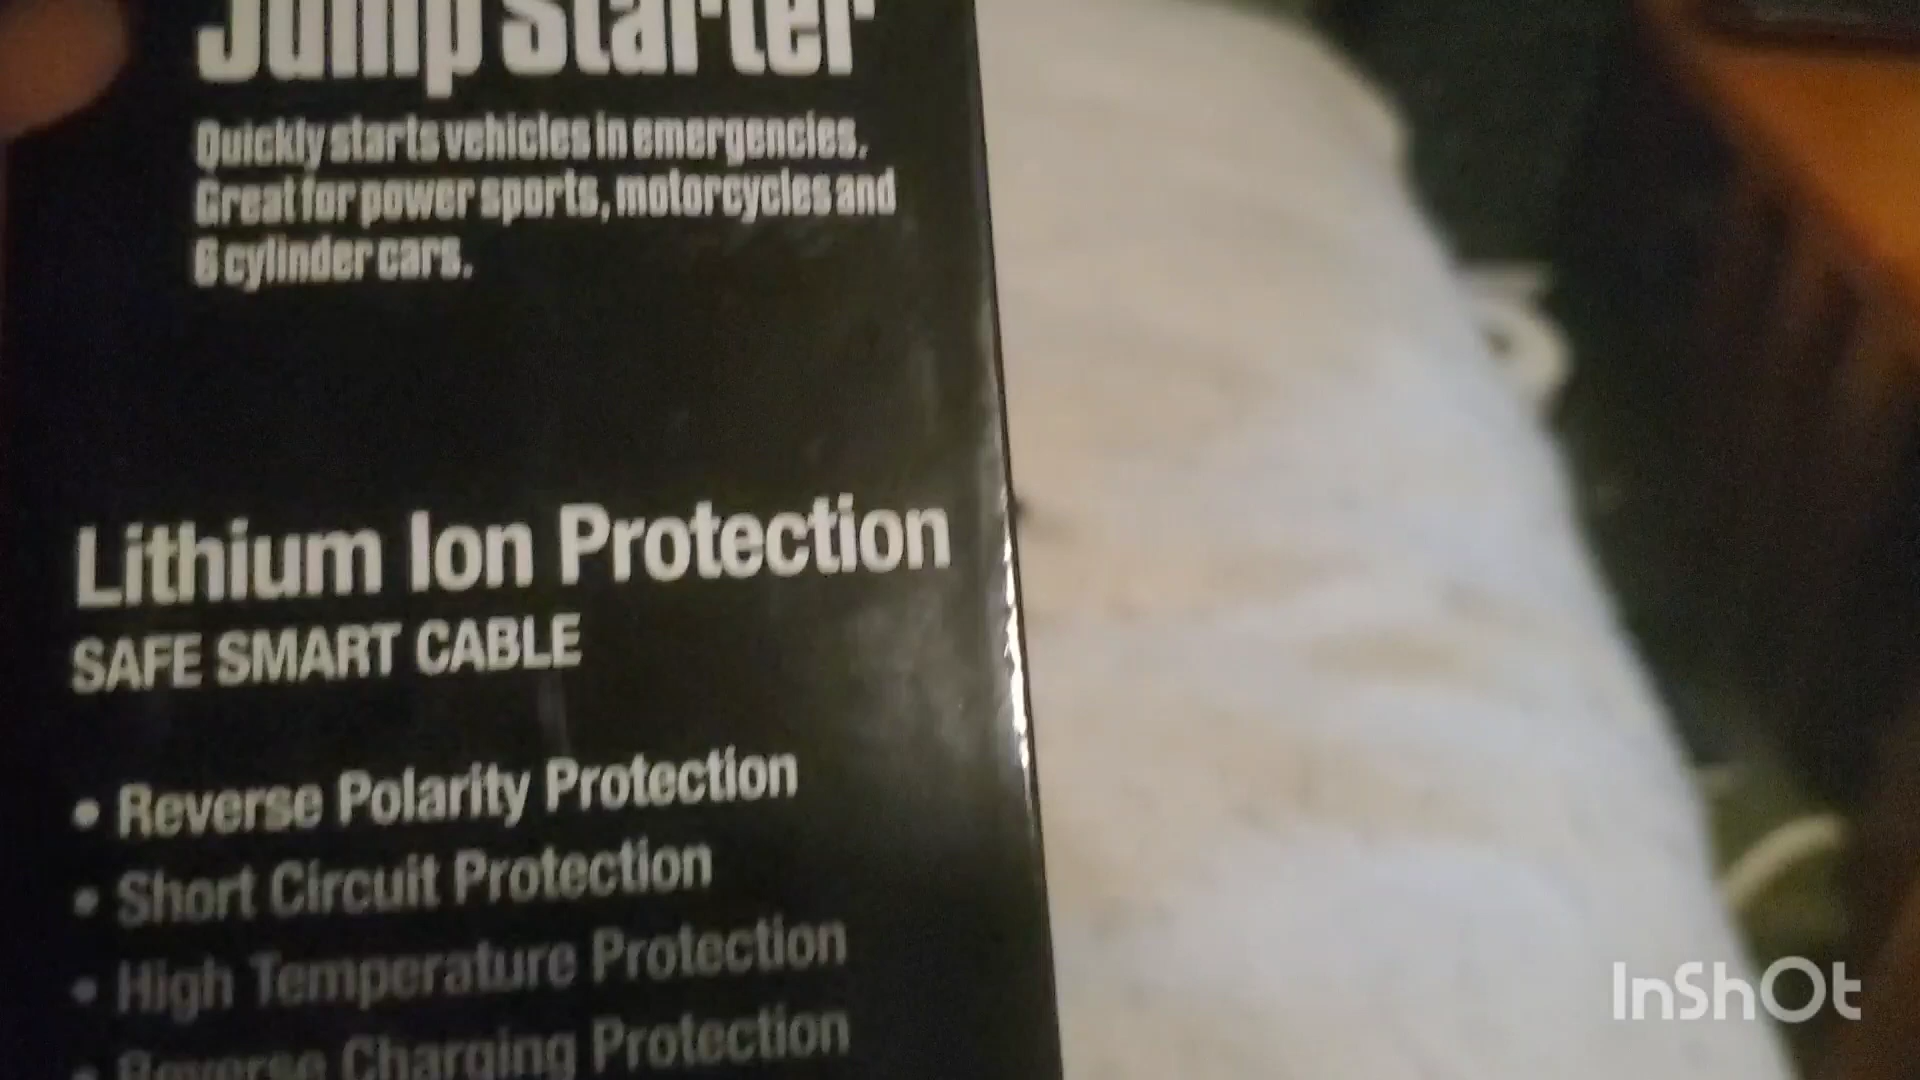 Jump Starter
Quickly starts vehicles in emergencies.
Great for power sports, motorcycles and
6 cylinder cars.
Lithium Ion Protection
SAFE SMART CABLE
• Reverse Polarity Protection
• Short Circuit Protection
• High Temperature Protection
• Reverse Charging Protection
InShOt